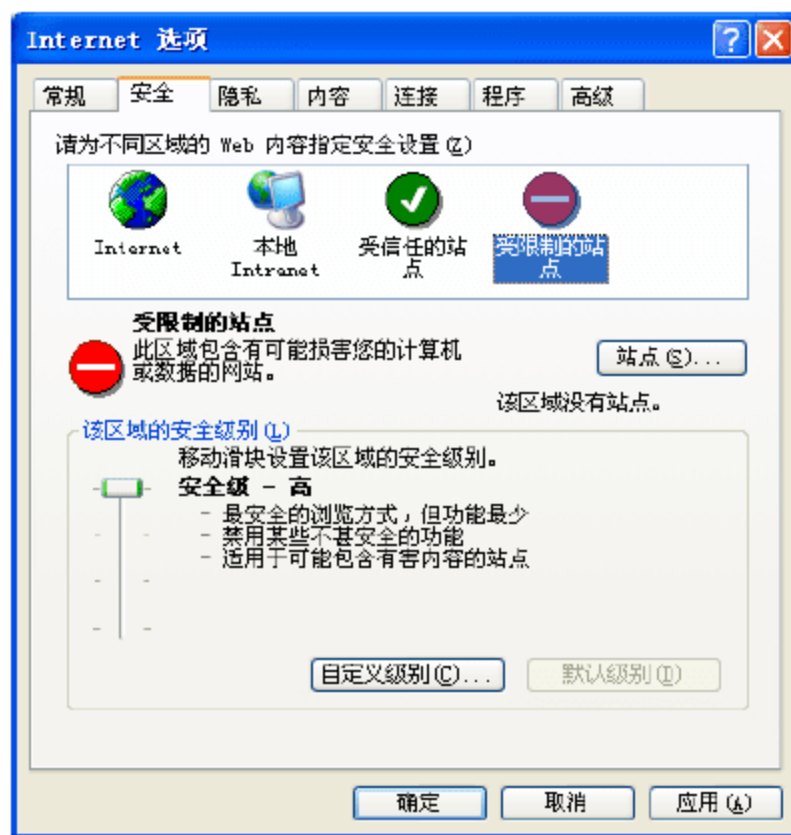 Internet 选项
常规 安全 隐私 内容 连接 程序 高级
请为不同区域的 Web 内容指定安全设置(Z)
Internet
本地
Intranet
受信任的站
点
受限制的站
点
受限制的站点
此区域包含有可能损害您的计算机
或数据的网站。
站点(S)...
该区域没有站点。
该区域的安全级别(L)
移动滑块设置该区域的安全级别。
安全级 - 高
- 最安全的浏览方式，但功能最少
- 禁用某些不甚安全的功能
- 适用于可能包含有害内容的站点
自定义级别(C)... 默认级别(D)
确定 取消 应用(A)